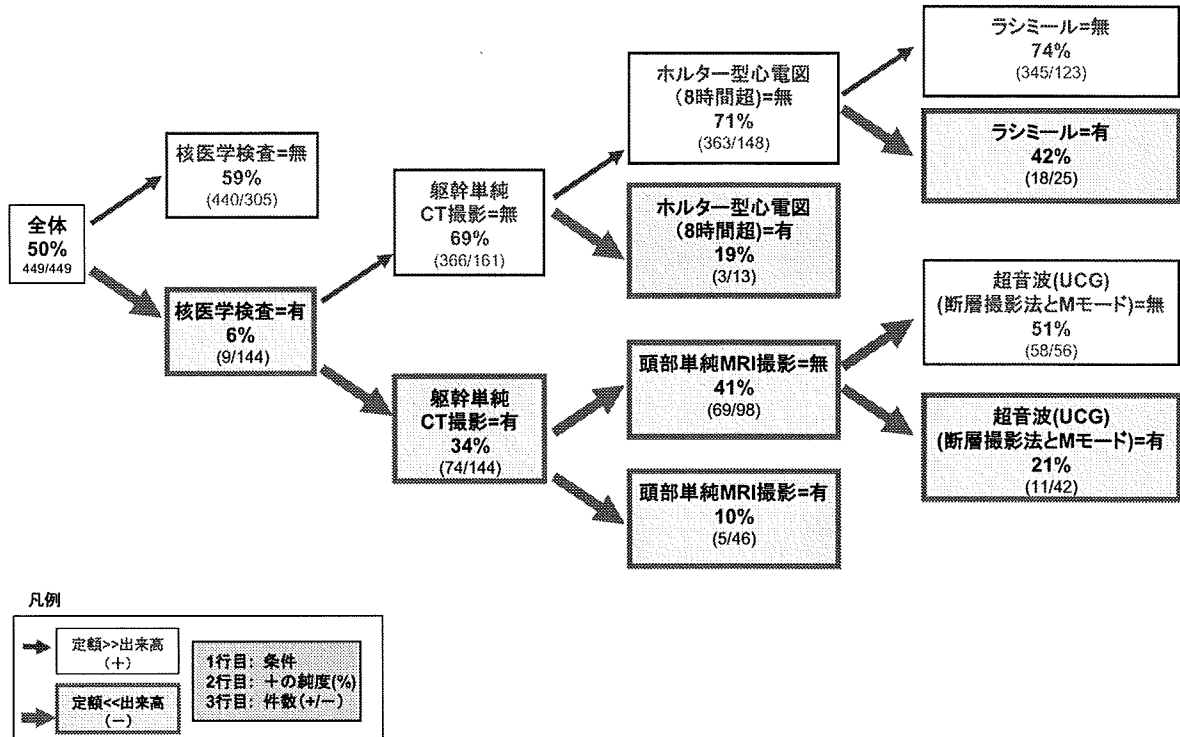 全体
50%
449/449
核医学検査=無
59%
(440/305)
核医学検査=有
6%
(9/144)
躯幹単純
CT撮影=無
69%
(366/161)
躯幹単純
CT撮影=有
34%
(74/144)
ホルター型心電図
(8時間超)=無
71%
(363/148)
ホルター型心電図
(8時間超)=有
19%
(3/13)
頭部単純MRI撮影=無
41%
(69/98)
頭部単純MRI撮影=有
10%
(5/46)
ラシミール=無
74%
(345/123)
ラシミール=有
42%
(18/25)
超音波(UCG)
(断層撮影法とMモード)=無
51%
(58/56)
超音波(UCG)
(断層撮影法とMモード)=有
21%
(11/42)
凡例
定額>>出来高
(+)
定額<<出来高
(−)
1行目: 条件
2行目: +の純度(%)
3行目: 件数(+/−)